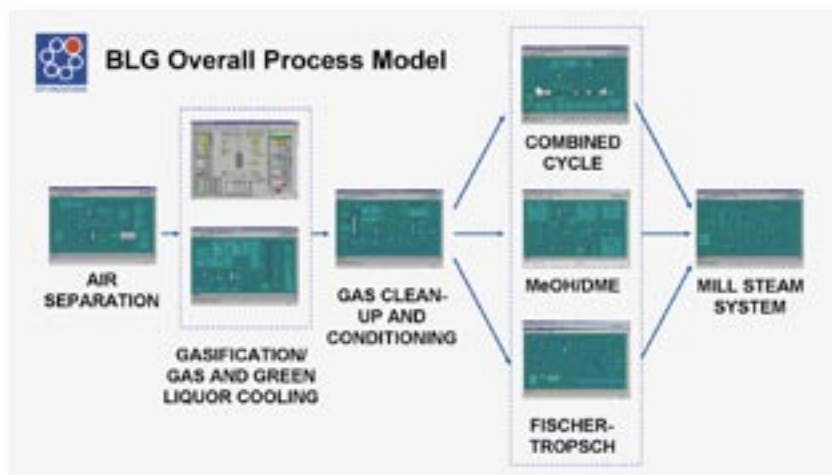 BLG Overall Process Model
COMBINED
CYCLE
AIR
SEPARATION
GAS CLEAN-
UP AND
CONDITIONING
MeOH/DME
MILL STEAM
SYSTEM
GASIFICATION/
GAS AND GREEN
LIQUOR COOLING
FISCHER-
TROPSCH